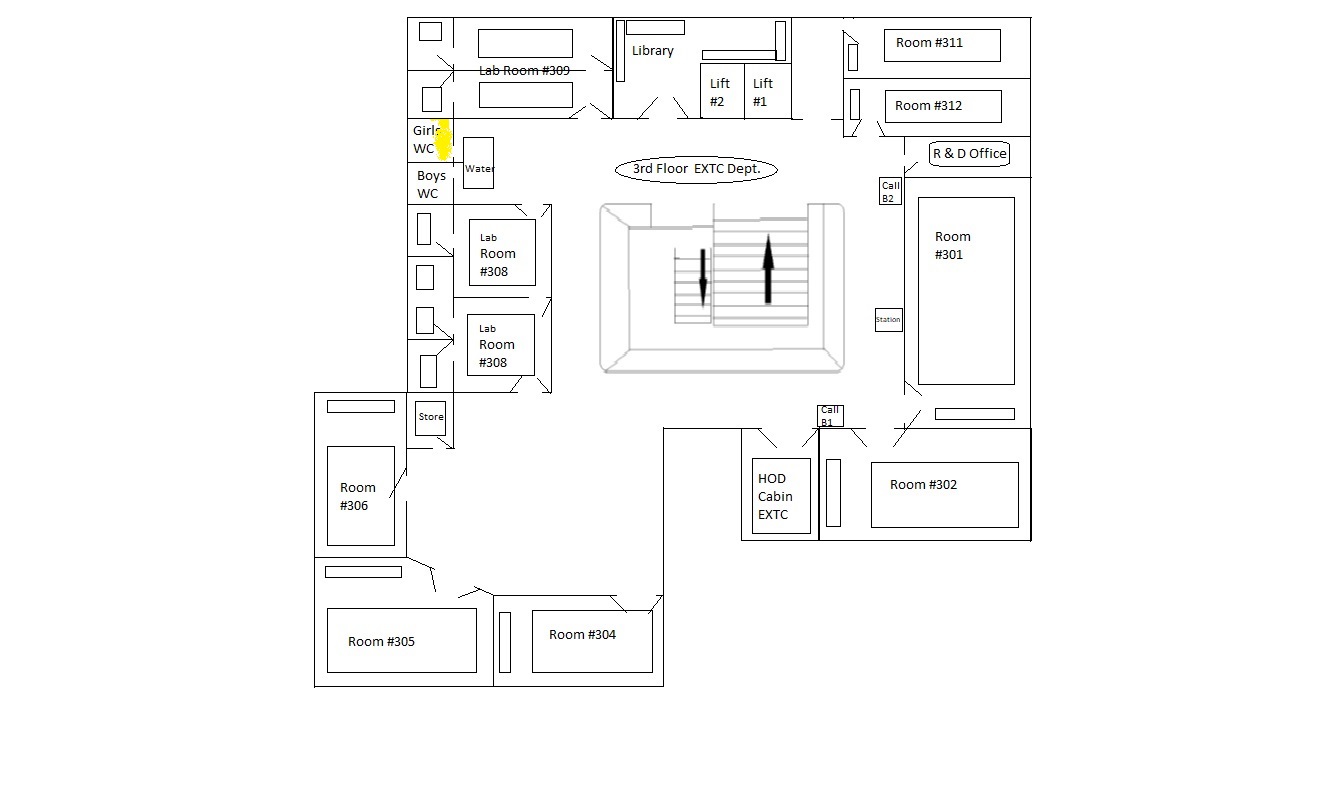 Room #311
Library
Lab Room #309
Lift
#2
Lift
#1
Room #312
Girls
WC
Water
R & D Office
3rd Floor EXTC Dept.
Boys
WC
Call
B2
Lab
Room
#308
Room
#301
Station
Lab
Room
#308
Store
Call
B1
HOD
Cabin
EXTC
Room #302
Room
#306
Room #305
Room #304